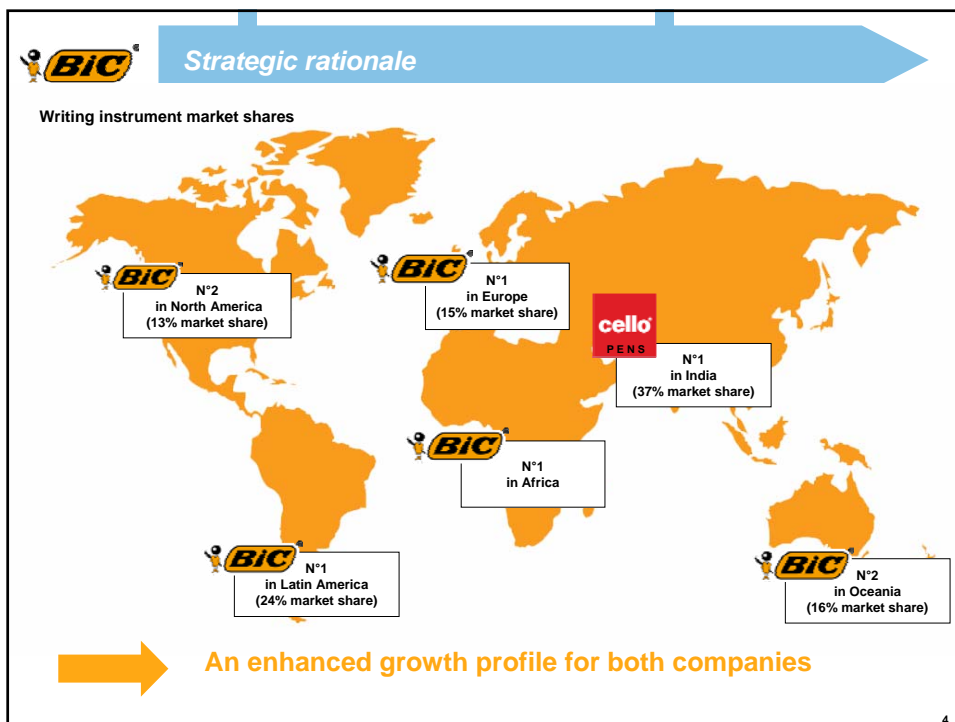 BiC®
Strategic rationale
Writing instrument market shares
BiC®
N°2
in North America
(13% market share)
BiC®
N°1
in Europe
(15% market share)
cello®
PENS
N°1
in India
(37% market share)
BiC®
N°1
in Africa
BiC®
N°1
in Latin America
(24% market share)
BiC®
N°2
in Oceania
(16% market share)
An enhanced growth profile for both companies
4